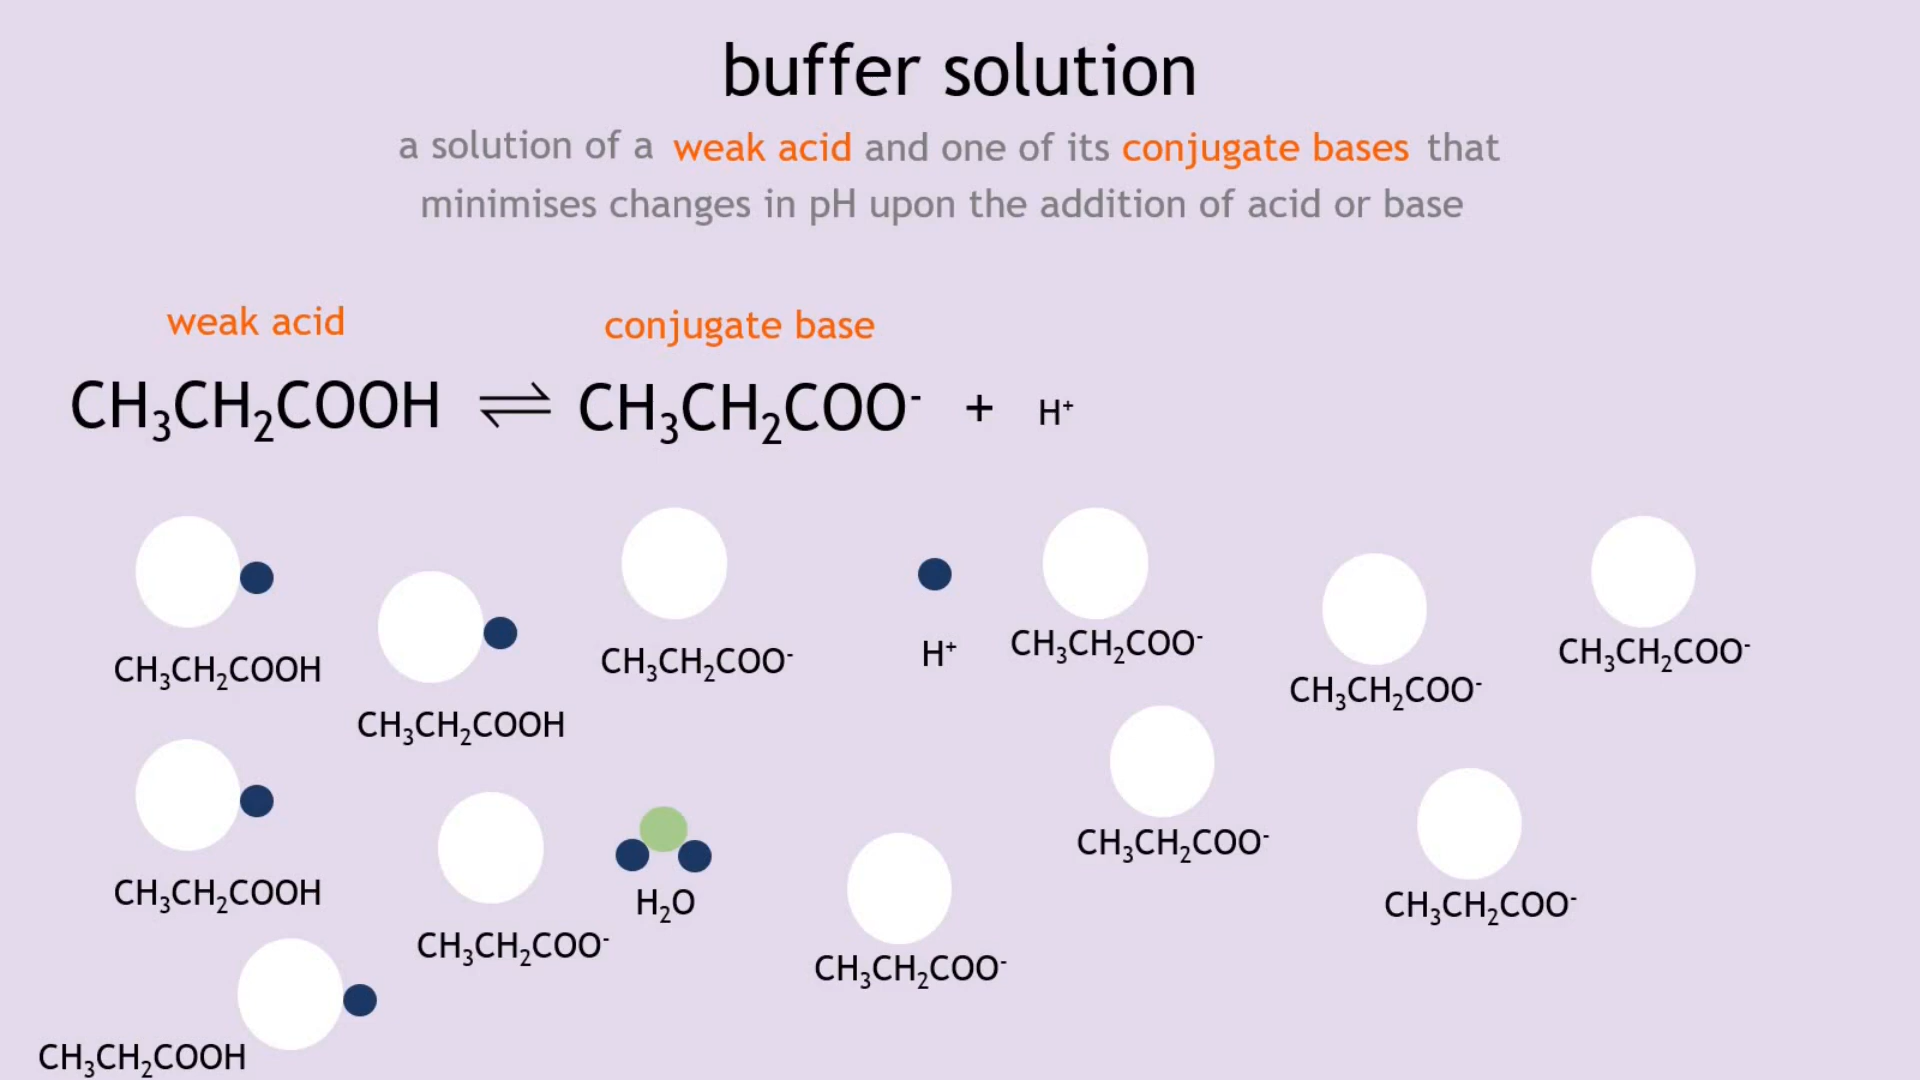 buffer solution
a solution of a weak acid and one of its conjugate bases that
minimises changes in pH upon the addition of acid or base
weak acid conjugate base
CH₃CH₂COOH ⇌ CH₃CH₂COO⁻ + H⁺
CH₃CH₂COOH
CH₃CH₂COOH
CH₃CH₂COO⁻
H⁺
CH₃CH₂COO⁻
CH₃CH₂COO⁻
CH₃CH₂COO⁻
CH₃CH₂COOH
CH₃CH₂COO⁻
H₂O
CH₃CH₂COO⁻
CH₃CH₂COO⁻
CH₃CH₂COO⁻
CH₃CH₂COOH